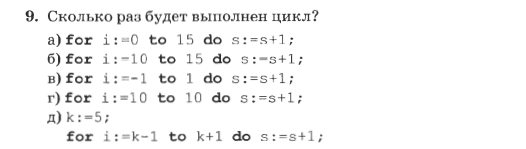 9. Сколько раз будет выполнен цикл?
а) for i:=0 to 15 do s:=s+1;
б) for i:=10 to 15 do s:=s+1;
в) for i:=-1 to 1 do s:=s+1;
г) for i:=10 to 10 do s:=s+1;
д) k:=5;
for i:=k-1 to k+1 do s:=s+1;